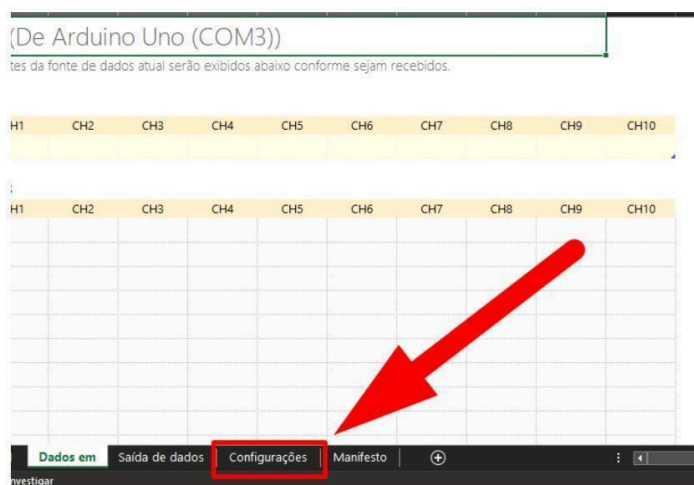 (De Arduino Uno (COM3))
tes da fonte de dados atual serão exibidos abaixo conforme sejam recebidos.
H1 CH2 CH3 CH4 CH5 CH6 CH7 CH8 CH9 CH10
H1 CH2 CH3 CH4 CH5 CH6 CH7 CH8 CH9 CH10
Dados em Saída de dados Configurações Manifesto
nvestigar